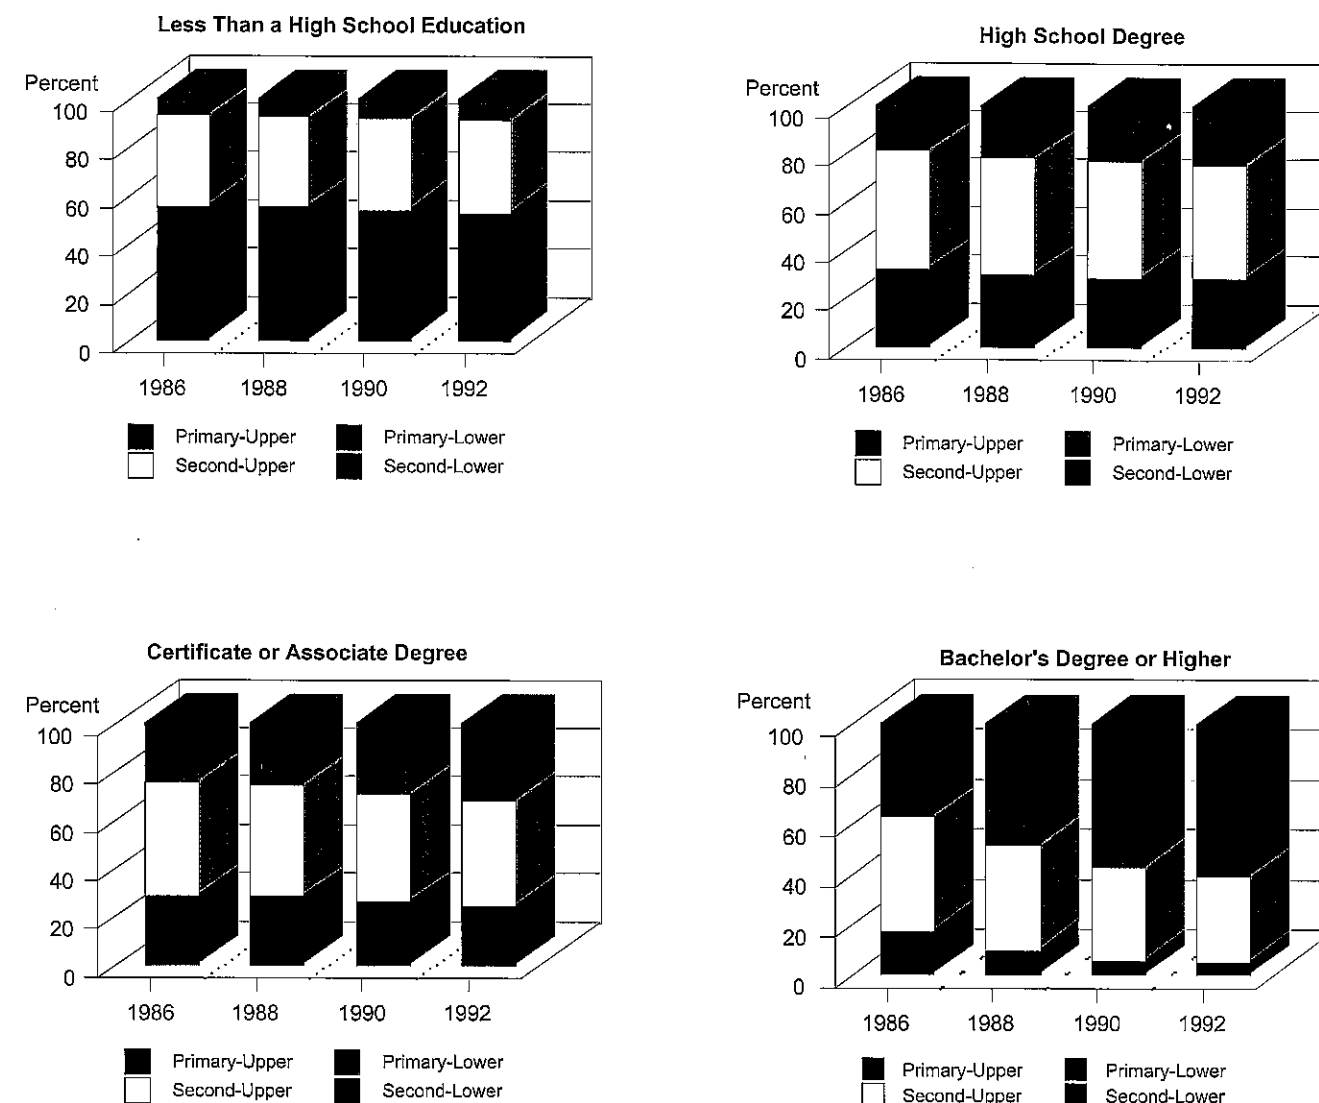 Less Than a High School Education
Percent
100
80
60
40
20
0
1986 1988 1990 1992
Primary-Upper Primary-Lower
Second-Upper Second-Lower
High School Degree
Percent
100
80
60
40
20
0
1986 1988 1990 1992
Primary-Upper Primary-Lower
Second-Upper Second-Lower
Certificate or Associate Degree
Percent
100
80
60
40
20
0
1986 1988 1990 1992
Primary-Upper Primary-Lower
Second-Upper Second-Lower
Bachelor's Degree or Higher
Percent
100
80
60
40
20
0
1986 1988 1990 1992
Primary-Upper Primary-Lower
Second-Upper Second-Lower